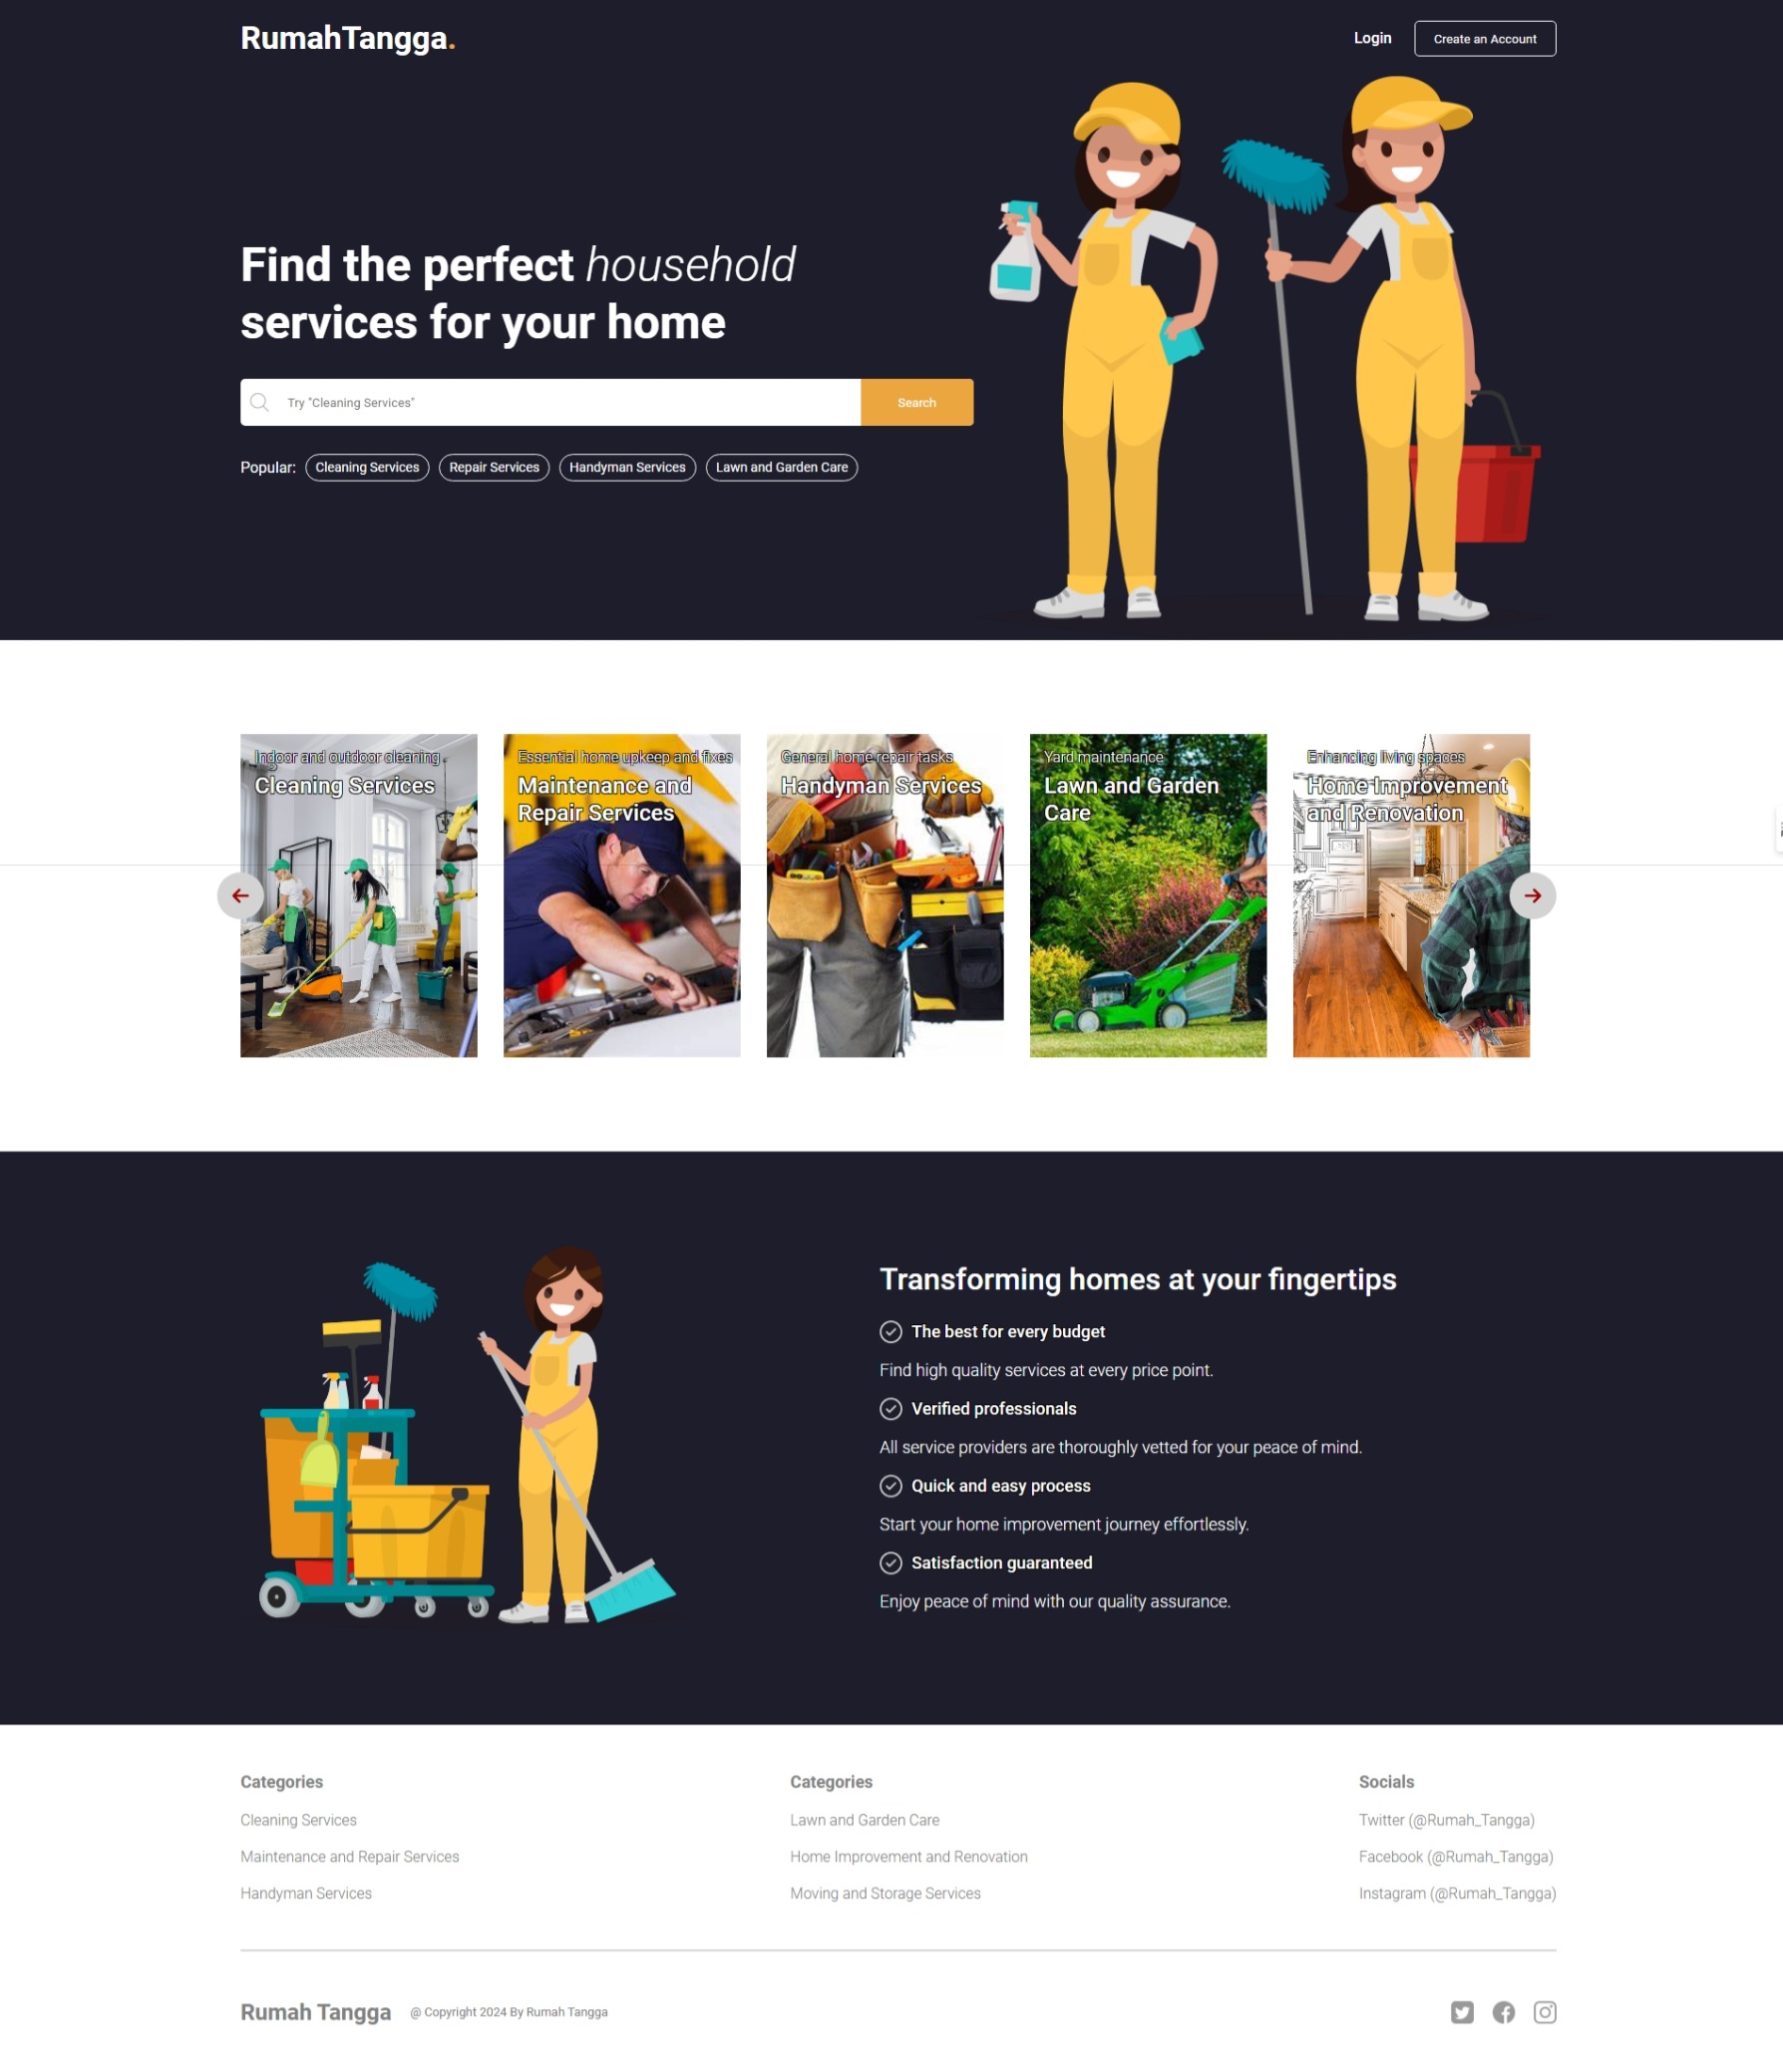 RumahTangga.
Login
Create an Account
Find the perfect household
services for your home
Try "Cleaning Services"
Search
Popular:
Cleaning Services
Repair Services
Handyman Services
Lawn and Garden Care
Indoor and outdoor cleaning
Cleaning Services
Essential home upkeep and fixes
Maintenance and
Repair Services
General home repair tasks
Handyman Services
Yard maintenance
Lawn and Garden
Care
Enhancing living spaces
Home Improvement
and Renovation
Transforming homes at your fingertips
The best for every budget
Find high quality services at every price point.
Verified professionals
All service providers are thoroughly vetted for your peace of mind.
Quick and easy process
Start your home improvement journey effortlessly.
Satisfaction guaranteed
Enjoy peace of mind with our quality assurance.
Categories
Cleaning Services
Maintenance and Repair Services
Handyman Services
Categories
Lawn and Garden Care
Home Improvement and Renovation
Moving and Storage Services
Socials
Twitter (@Rumah_Tangga)
Facebook (@Rumah_Tangga)
Instagram (@Rumah_Tangga)
Rumah Tangga
@ Copyright 2024 By Rumah Tangga